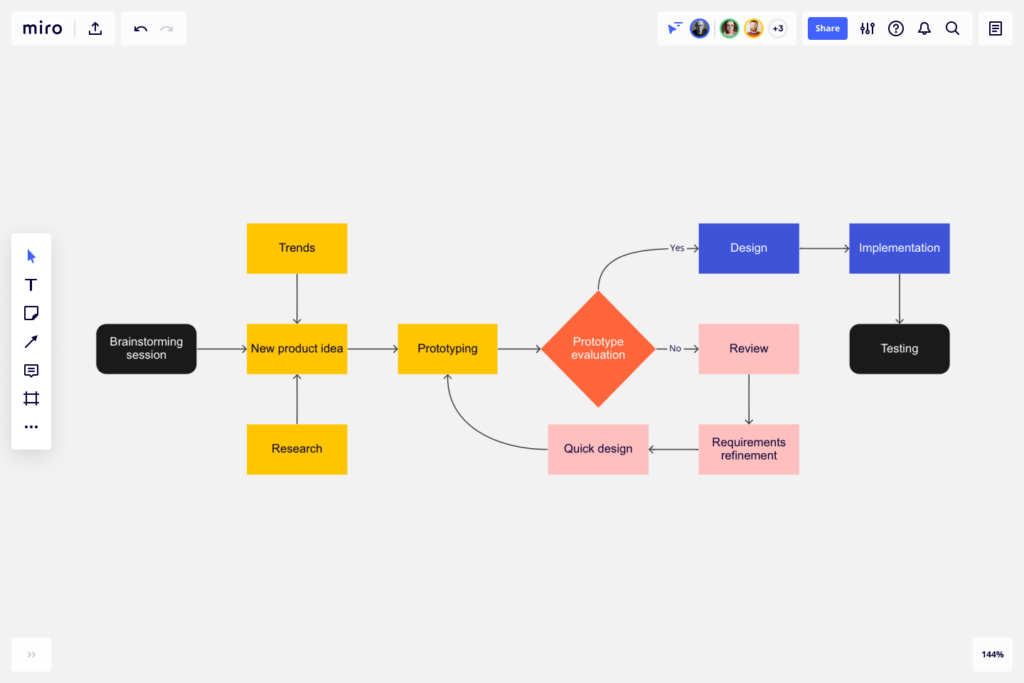 miro
+3
Share
Trends
Yes
Design
Implementation
Brainstorming
session
New product idea
Prototyping
Prototype
evaluation
No
Review
Testing
Research
Quick design
Requirements
refinement
144%